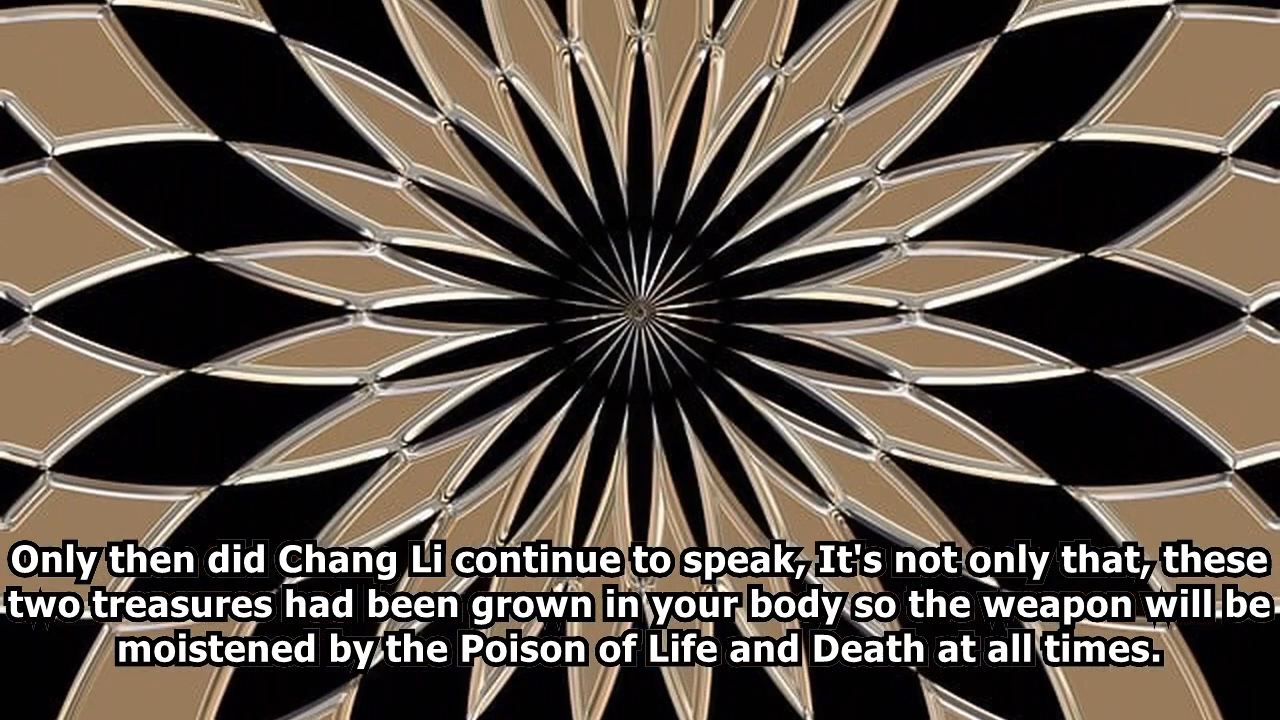 Only then did Chang Li continue to speak, It's not only that, these
two treasures had been grown in your body so the weapon will be
moistened by the Poison of Life and Death at all times.